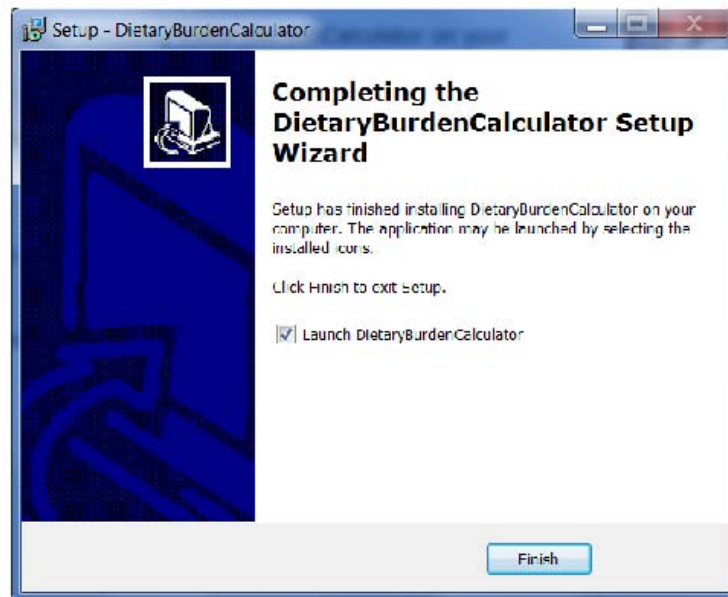 Setup - DietaryBurdenCalculator
Completing the
DietaryBurdenCalculator Setup
Wizard
Setup has finished installing DietaryBurdenCalculator on your
computer. The application may be launched by selecting the
installed icons.
Click Finish to exit Setup.
Launch DietaryBurdenCalculator
Finish